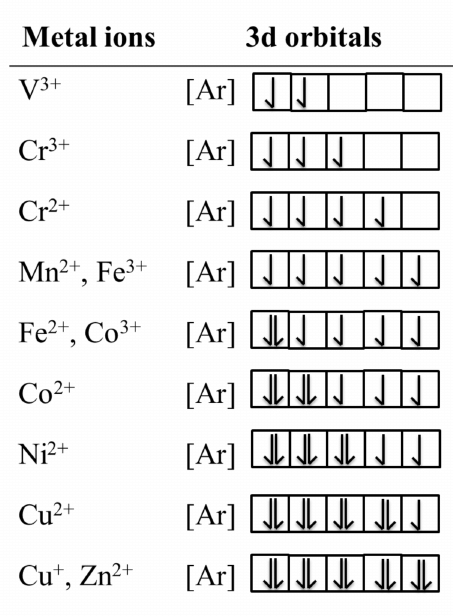 Metal ions 3d orbitals
V³⁺ [Ar]
Cr³⁺ [Ar]
Cr²⁺ [Ar]
Mn²⁺, Fe³⁺ [Ar]
Fe²⁺, Co³⁺ [Ar]
Co²⁺ [Ar]
Ni²⁺ [Ar]
Cu²⁺ [Ar]
Cu⁺, Zn²⁺ [Ar]